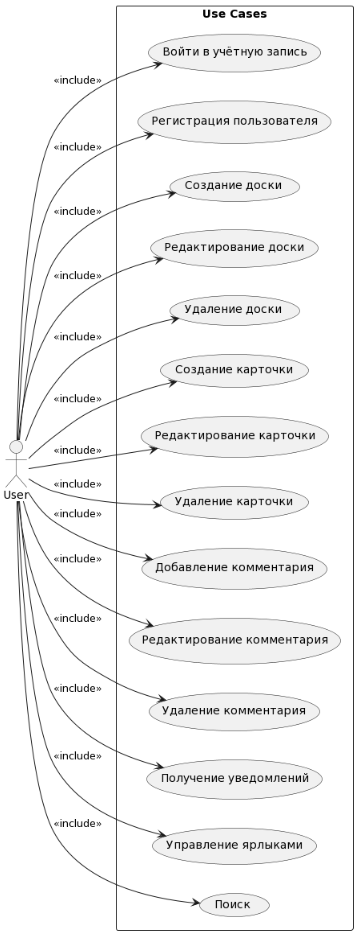 Use Cases
Войти в учётную запись
«include»
Регистрация пользователя
«include»
Создание доски
«include»
Редактирование доски
«include»
Удаление доски
«include»
Создание карточки
«include»
Редактирование карточки
«include»
User
Удаление карточки
«include»
«include»
Добавление комментария
«include»
Редактирование комментария
«include»
Удаление комментария
«include»
Получение уведомлений
«include»
Управление ярлыками
«include»
Поиск